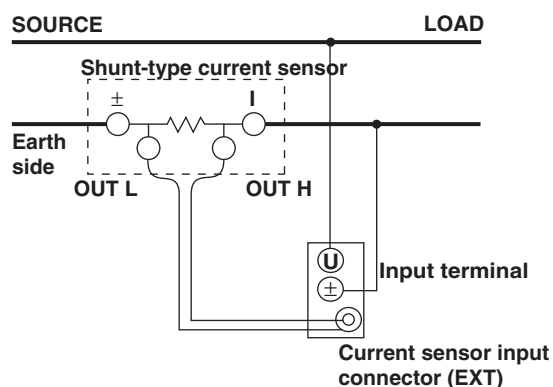 SOURCE
LOAD
Shunt-type current sensor
±
I
Earth
side
OUT L
OUT H
U
±
Input terminal
Current sensor input
connector (EXT)